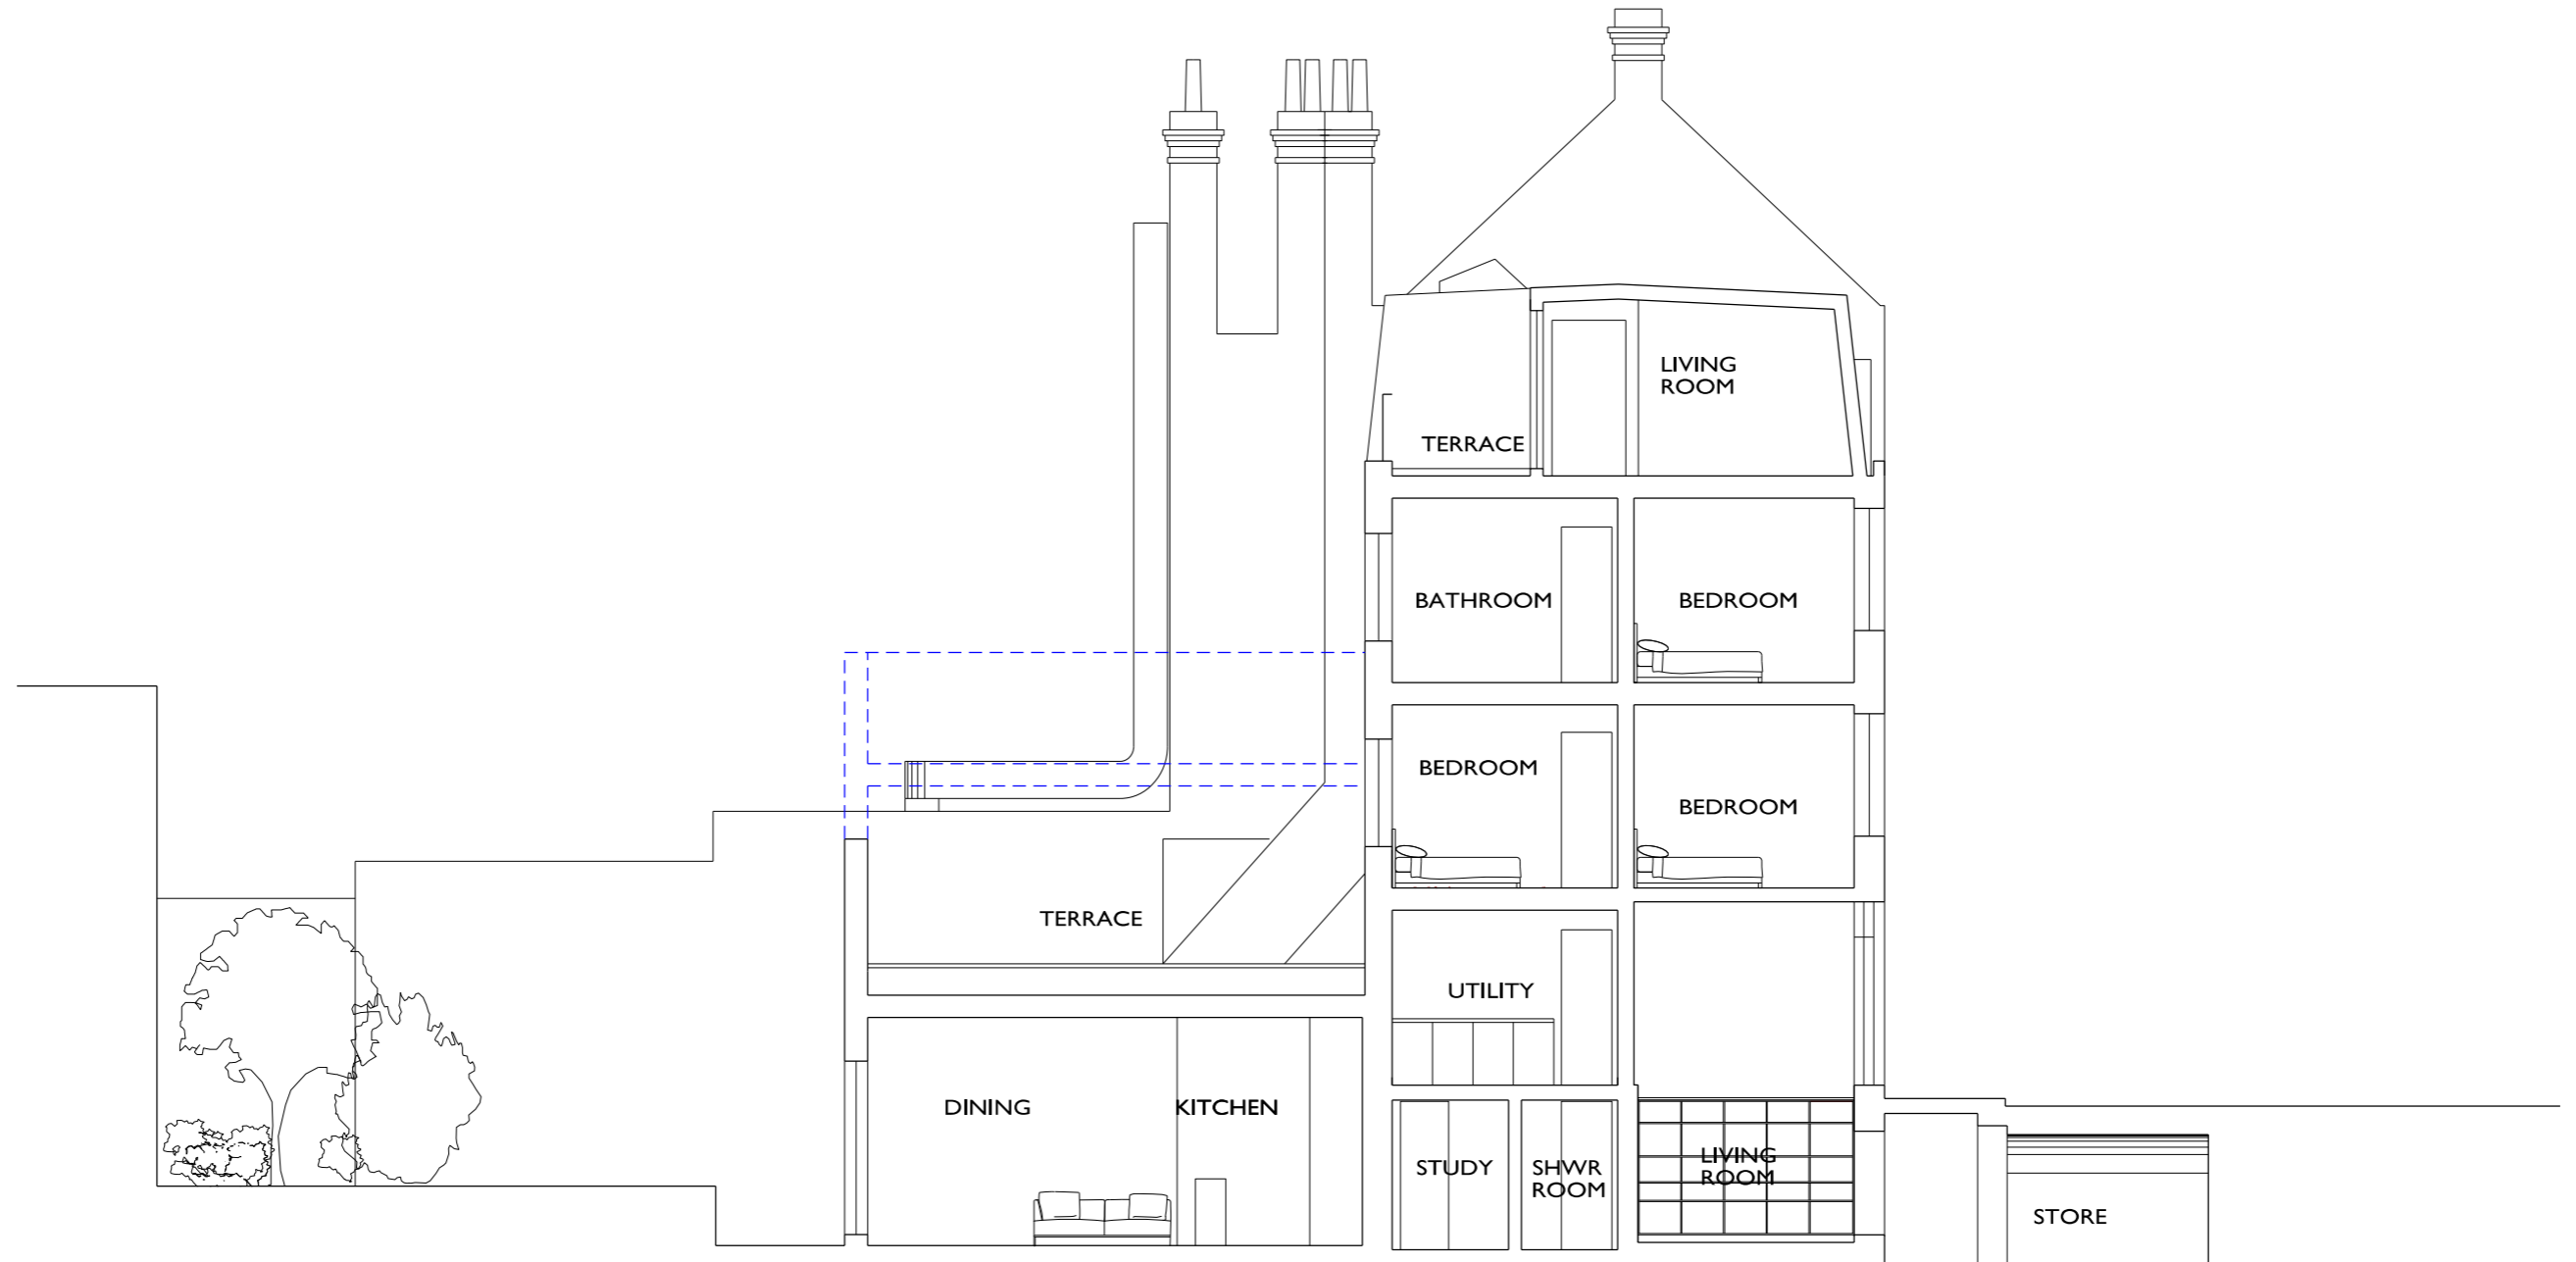 LIVING
ROOM
TERRACE
BATHROOM
BEDROOM
BEDROOM
BEDROOM
TERRACE
UTILITY
DINING
KITCHEN
STUDY
SHWR
ROOM
LIVING
ROOM
STORE